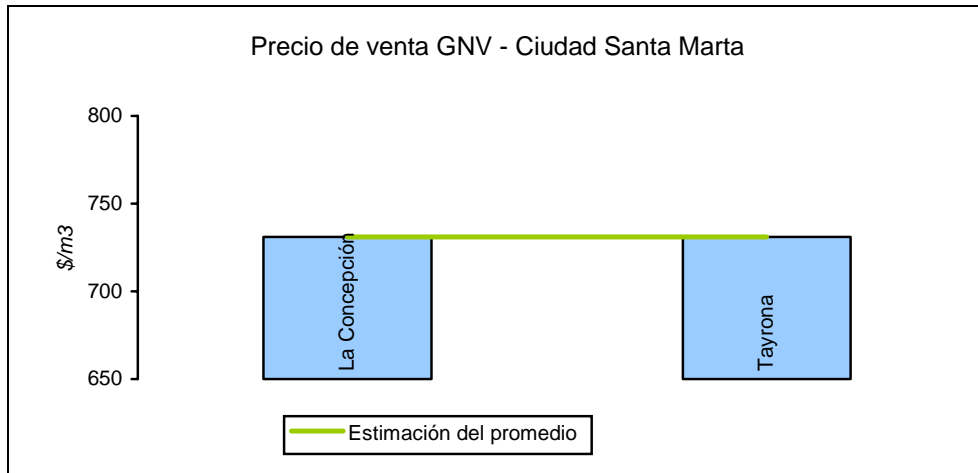 Precio de venta GNV - Ciudad Santa Marta
800
750
700
650
$/m3
La Concepción
Tayrona
Estimación del promedio